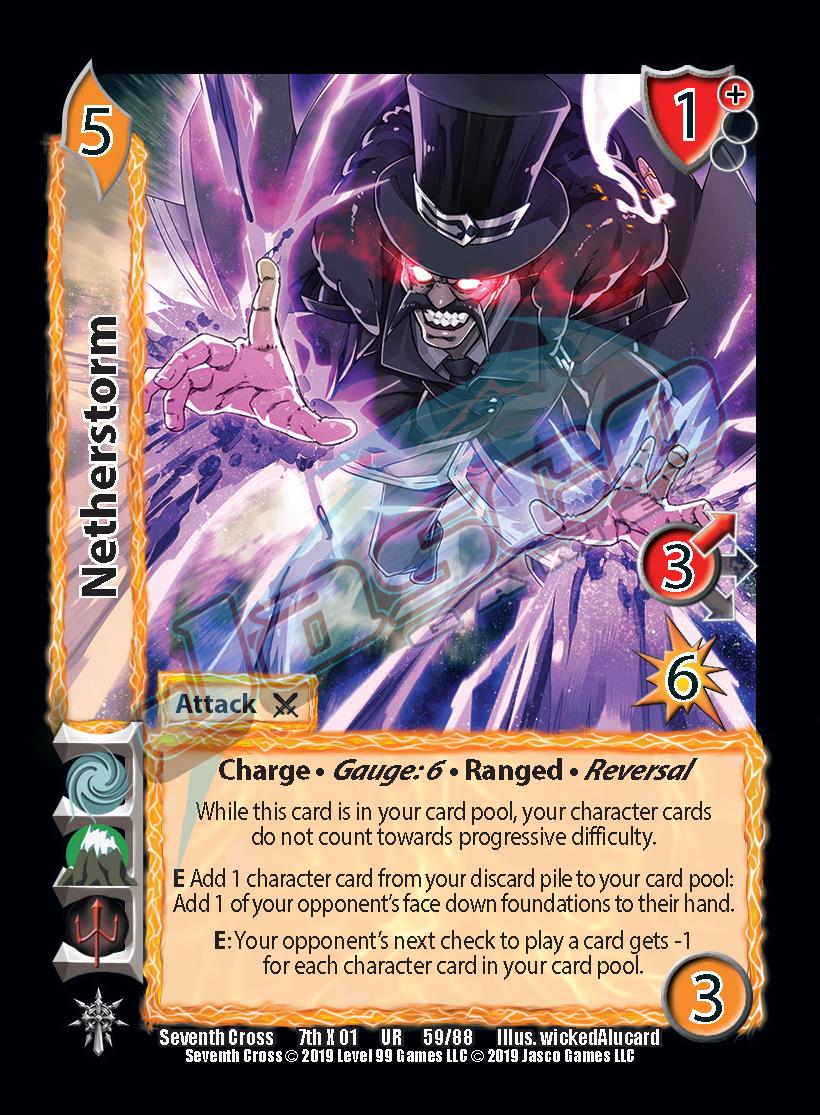 5
1
+
Netherstorm
3
6
Attack
Charge • Gauge: 6 • Ranged • Reversal
While this card is in your card pool, your character cards
do not count towards progressive difficulty.
E Add 1 character card from your discard pile to your card pool:
Add 1 of your opponent's face down foundations to their hand.
E: Your opponent's next check to play a card gets -1
for each character card in your card pool.
3
Seventh Cross 7th X 01 UR 59/88 Illus. wickedAlucard
Seventh Cross © 2019 Level 99 Games LLC © 2019 Jasco Games LLC
Jasco
GAMES